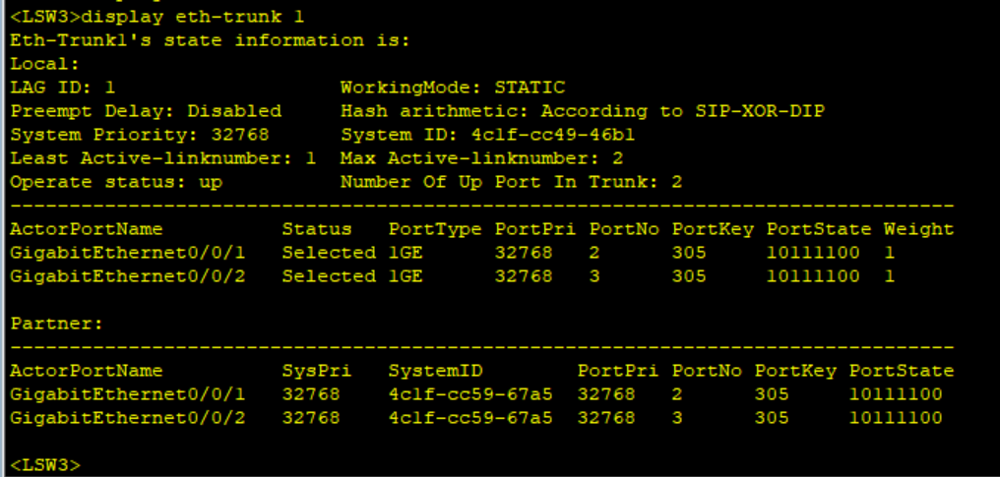 <LSW3>display eth-trunk 1
Eth-Trunk1's state information is:
Local:
LAG ID: 1                   WorkingMode: STATIC
Preempt Delay: Disabled     Hash arithmetic: According to SIP-XOR-DIP
System Priority: 32768      System ID: 4c1f-cc49-46b1
Least Active-linknumber: 1  Max Active-linknumber: 2
Operate status: up          Number Of Up Port In Trunk: 2
--------------------------------------------------------------------------------
ActorPortName          Status   PortType PortPri PortNo PortKey PortState Weight
GigabitEthernet0/0/1   Selected 1GE      32768   2      305     10111100  1
GigabitEthernet0/0/2   Selected 1GE      32768   3      305     10111100  1
Partner:
--------------------------------------------------------------------------------
ActorPortName          SysPri   SystemID        PortPri PortNo PortKey PortState
GigabitEthernet0/0/1   32768    4c1f-cc59-67a5  32768   2      305     10111100
GigabitEthernet0/0/2   32768    4c1f-cc59-67a5  32768   3      305     10111100
<LSW3>